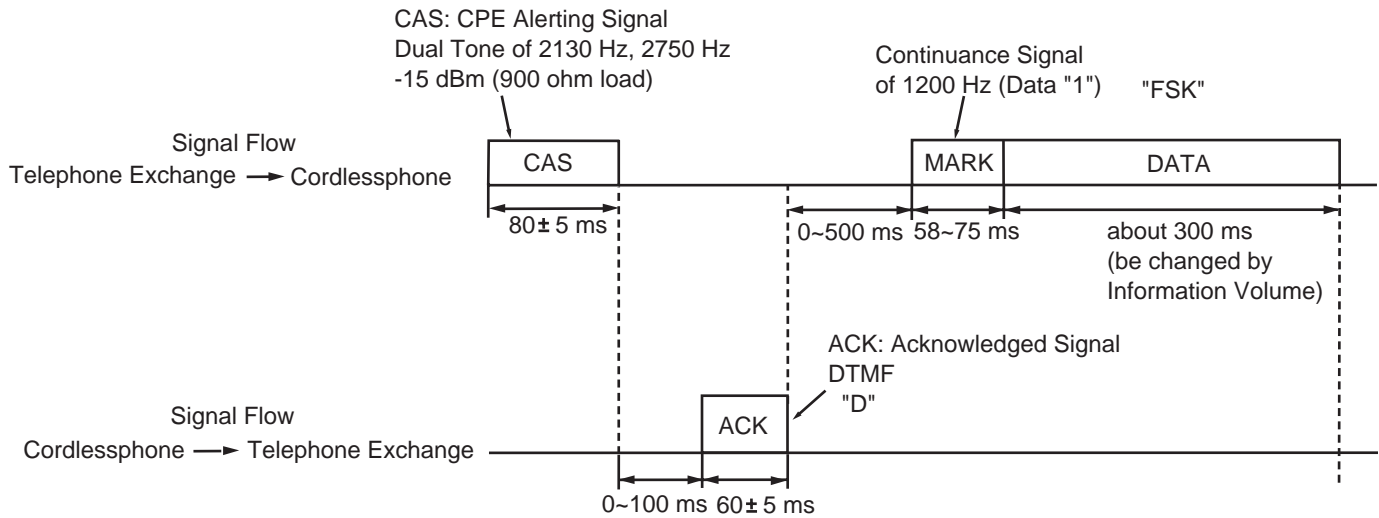 CAS: CPE Alerting Signal
Dual Tone of 2130 Hz, 2750 Hz
-15 dBm (900 ohm load)
Continuance Signal
of 1200 Hz (Data "1")
"FSK"
Signal Flow
Telephone Exchange → Cordlessphone
CAS
MARK
DATA
80± 5 ms
0~500 ms
58~75 ms
about 300 ms
(be changed by
Information Volume)
ACK: Acknowledged Signal
DTMF
"D"
Signal Flow
Cordlessphone → Telephone Exchange
ACK
0~100 ms
60± 5 ms